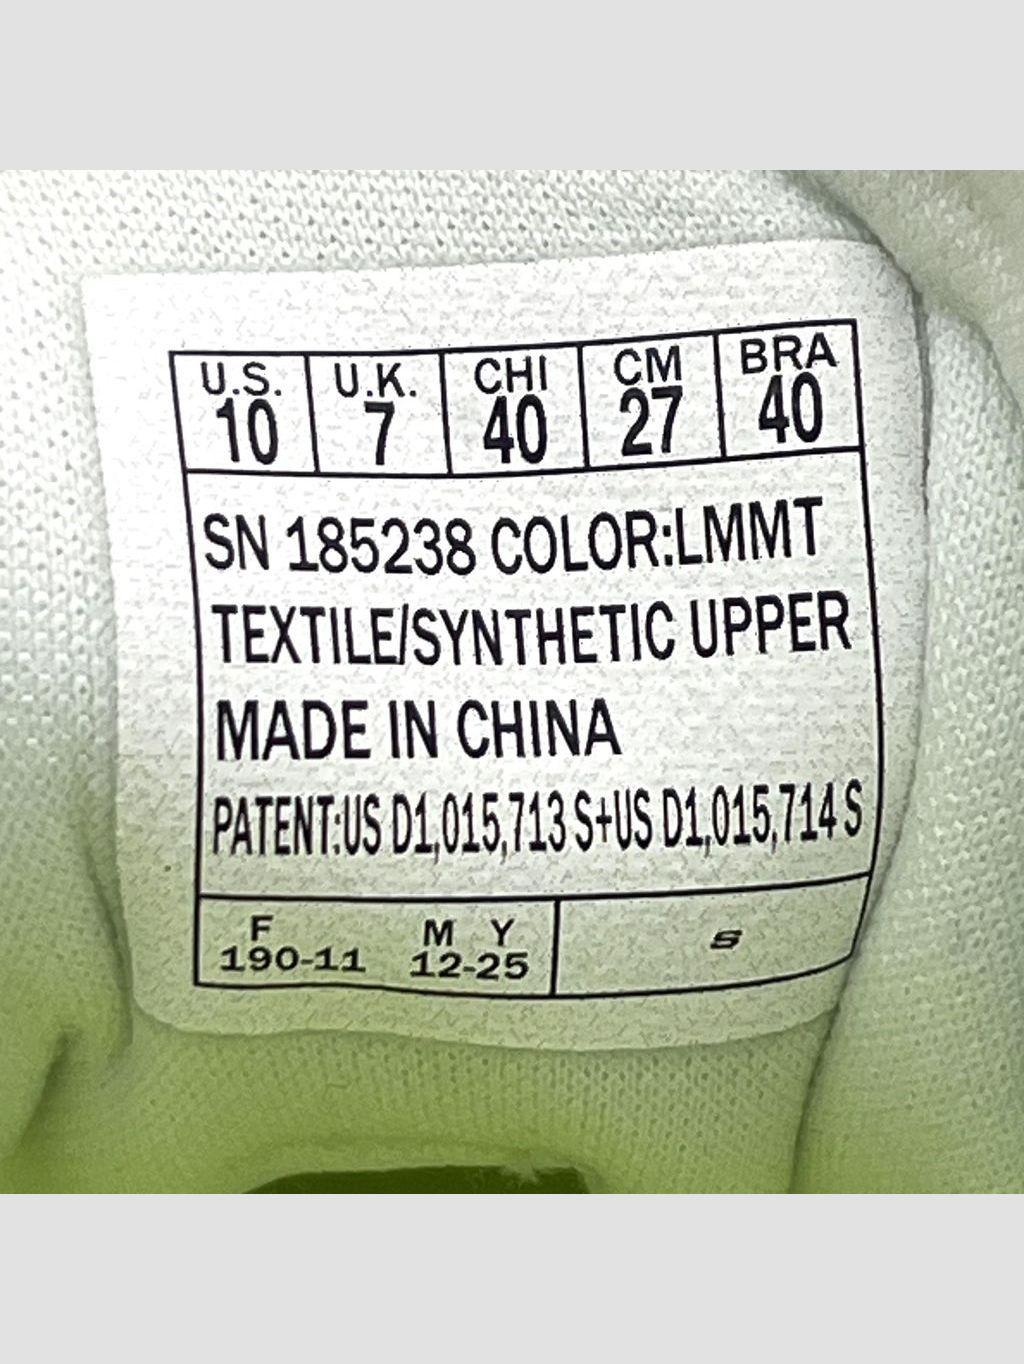 U.S. U.K. CHI CM BRA
10 7 40 27 40
SN 185238 COLOR:LMMT
TEXTILE/SYNTHETIC UPPER
MADE IN CHINA
PATENT:US D1,015,713 S+US D1,015,714 S
F M Y
190-11 12-25 S